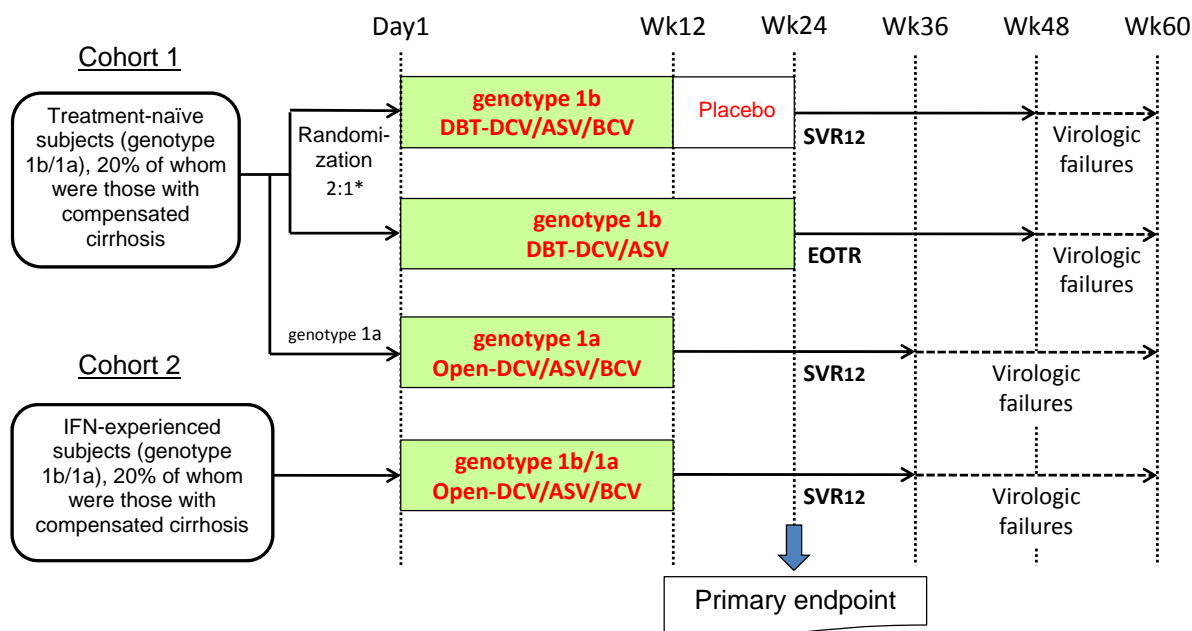 Day1
Wk12
Wk24
Wk36
Wk48
Wk60
Cohort 1
Treatment-naïve
subjects (genotype
1b/1a), 20% of whom
were those with
compensated
cirrhosis
Randomi-
zation
2:1*
genotype 1b
DBT-DCV/ASV/BCV
Placebo
SVR12
Virologic
failures
genotype 1b
DBT-DCV/ASV
EOTR
Virologic
failures
genotype 1a
genotype 1a
Open-DCV/ASV/BCV
SVR12
Virologic
failures
Cohort 2
IFN-experienced
subjects (genotype
1b/1a), 20% of whom
were those with
compensated cirrhosis
genotype 1b/1a
Open-DCV/ASV/BCV
SVR12
Virologic
failures
Primary endpoint